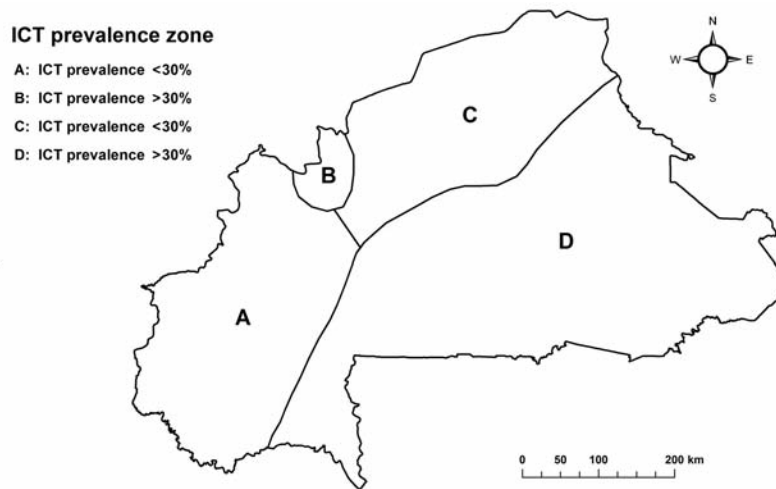 ICT prevalence zone
A: ICT prevalence <30%
B: ICT prevalence >30%
C: ICT prevalence <30%
D: ICT prevalence >30%
N
W E
S
C
B
D
A
0 50 100 200 km